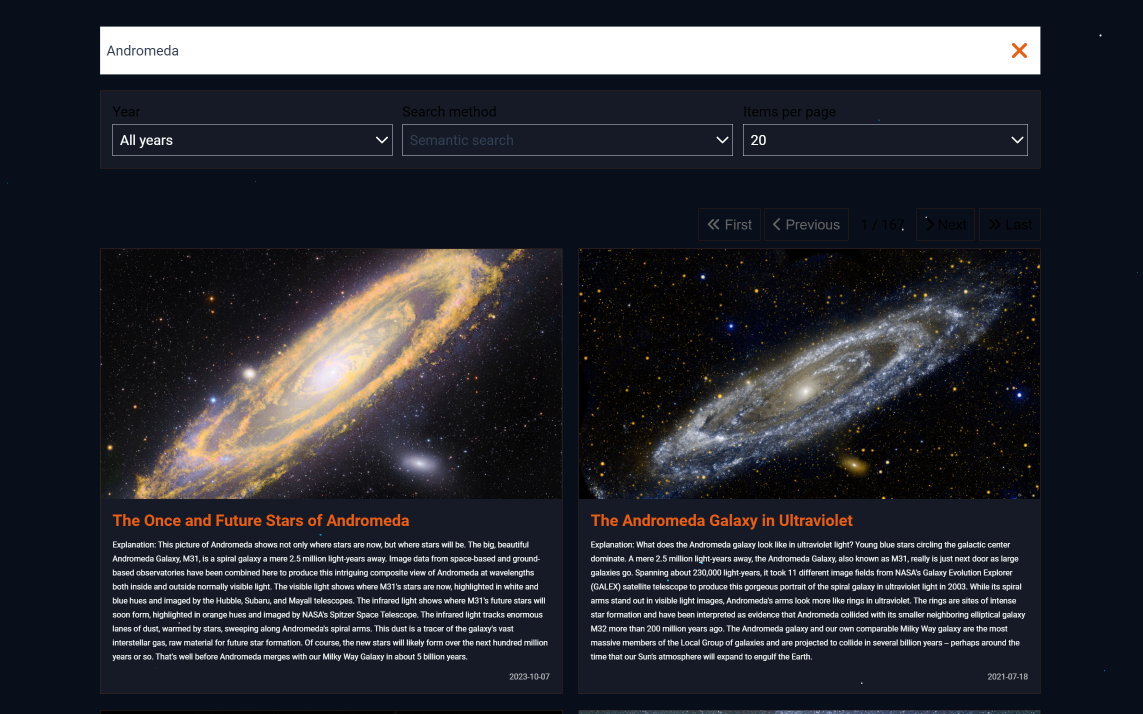 Andromeda
Year
Search method
Items per page
All years
Semantic search
20
First
Previous
1 / 167
Next
Last
The Once and Future Stars of Andromeda
Explanation: This picture of Andromeda shows not only where stars are now, but where stars will be. The big, beautiful
Andromeda Galaxy, M31, is a spiral galaxy a mere 2.5 million light-years away. Image data from space-based and ground-
based observatories have been combined here to produce this intriguing composite view of Andromeda at wavelengths
both inside and outside normally visible light. The visible light shows where M31's stars are now, highlighted in white and
blue hues and imaged by the Hubble, Subaru, and Mayall telescopes. The infrared light shows where M31's future stars will
soon form, highlighted in orange hues and imaged by NASA's Spitzer Space Telescope. The infrared light tracks enormous
lanes of dust, warmed by stars, sweeping along Andromeda's spiral arms. This dust is a tracer of the galaxy's vast
interstellar gas, raw material for future star formation. Of course, the new stars will likely form over the next hundred million
years or so. That's well before Andromeda merges with our Milky Way Galaxy in about 5 billion years.
2023-10-07
The Andromeda Galaxy in Ultraviolet
Explanation: What does the Andromeda galaxy look like in ultraviolet light? Young blue stars circling the galactic center
dominate. A mere 2.5 million light-years away, the Andromeda Galaxy, also known as M31, really is just next door as large
galaxies go. Spanning about 230,000 light-years, it took 11 different image fields from NASA's Galaxy Evolution Explorer
(GALEX) satellite telescope to produce this gorgeous portrait of the spiral galaxy in ultraviolet light in 2003. While its spiral
arms stand out in visible light images, Andromeda's arms look more like rings in ultraviolet. The rings are sites of intense
star formation and have been interpreted as evidence that Andromeda collided with its smaller neighboring elliptical galaxy
M32 more than 200 million years ago. The Andromeda galaxy and our own comparable Milky Way galaxy are the most
massive members of the Local Group of galaxies and are projected to collide in several billion years -- perhaps around the
time that our Sun's atmosphere will expand to engulf the Earth.
2021-07-18